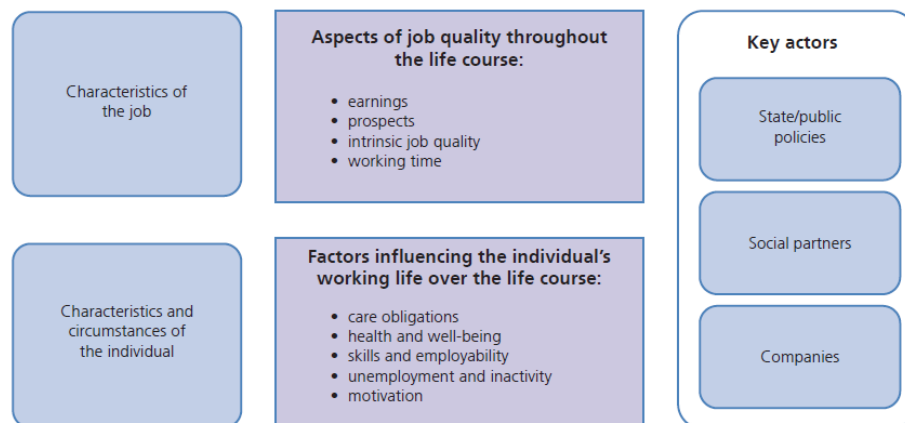 Characteristics of
the job
Aspects of job quality throughout
the life course:
• earnings
• prospects
• intrinsic job quality
• working time
Characteristics and
circumstances of
the individual
Factors influencing the individual's
working life over the life course:
• care obligations
• health and well-being
• skills and employability
• unemployment and inactivity
• motivation
Key actors
State/public
policies
Social partners
Companies